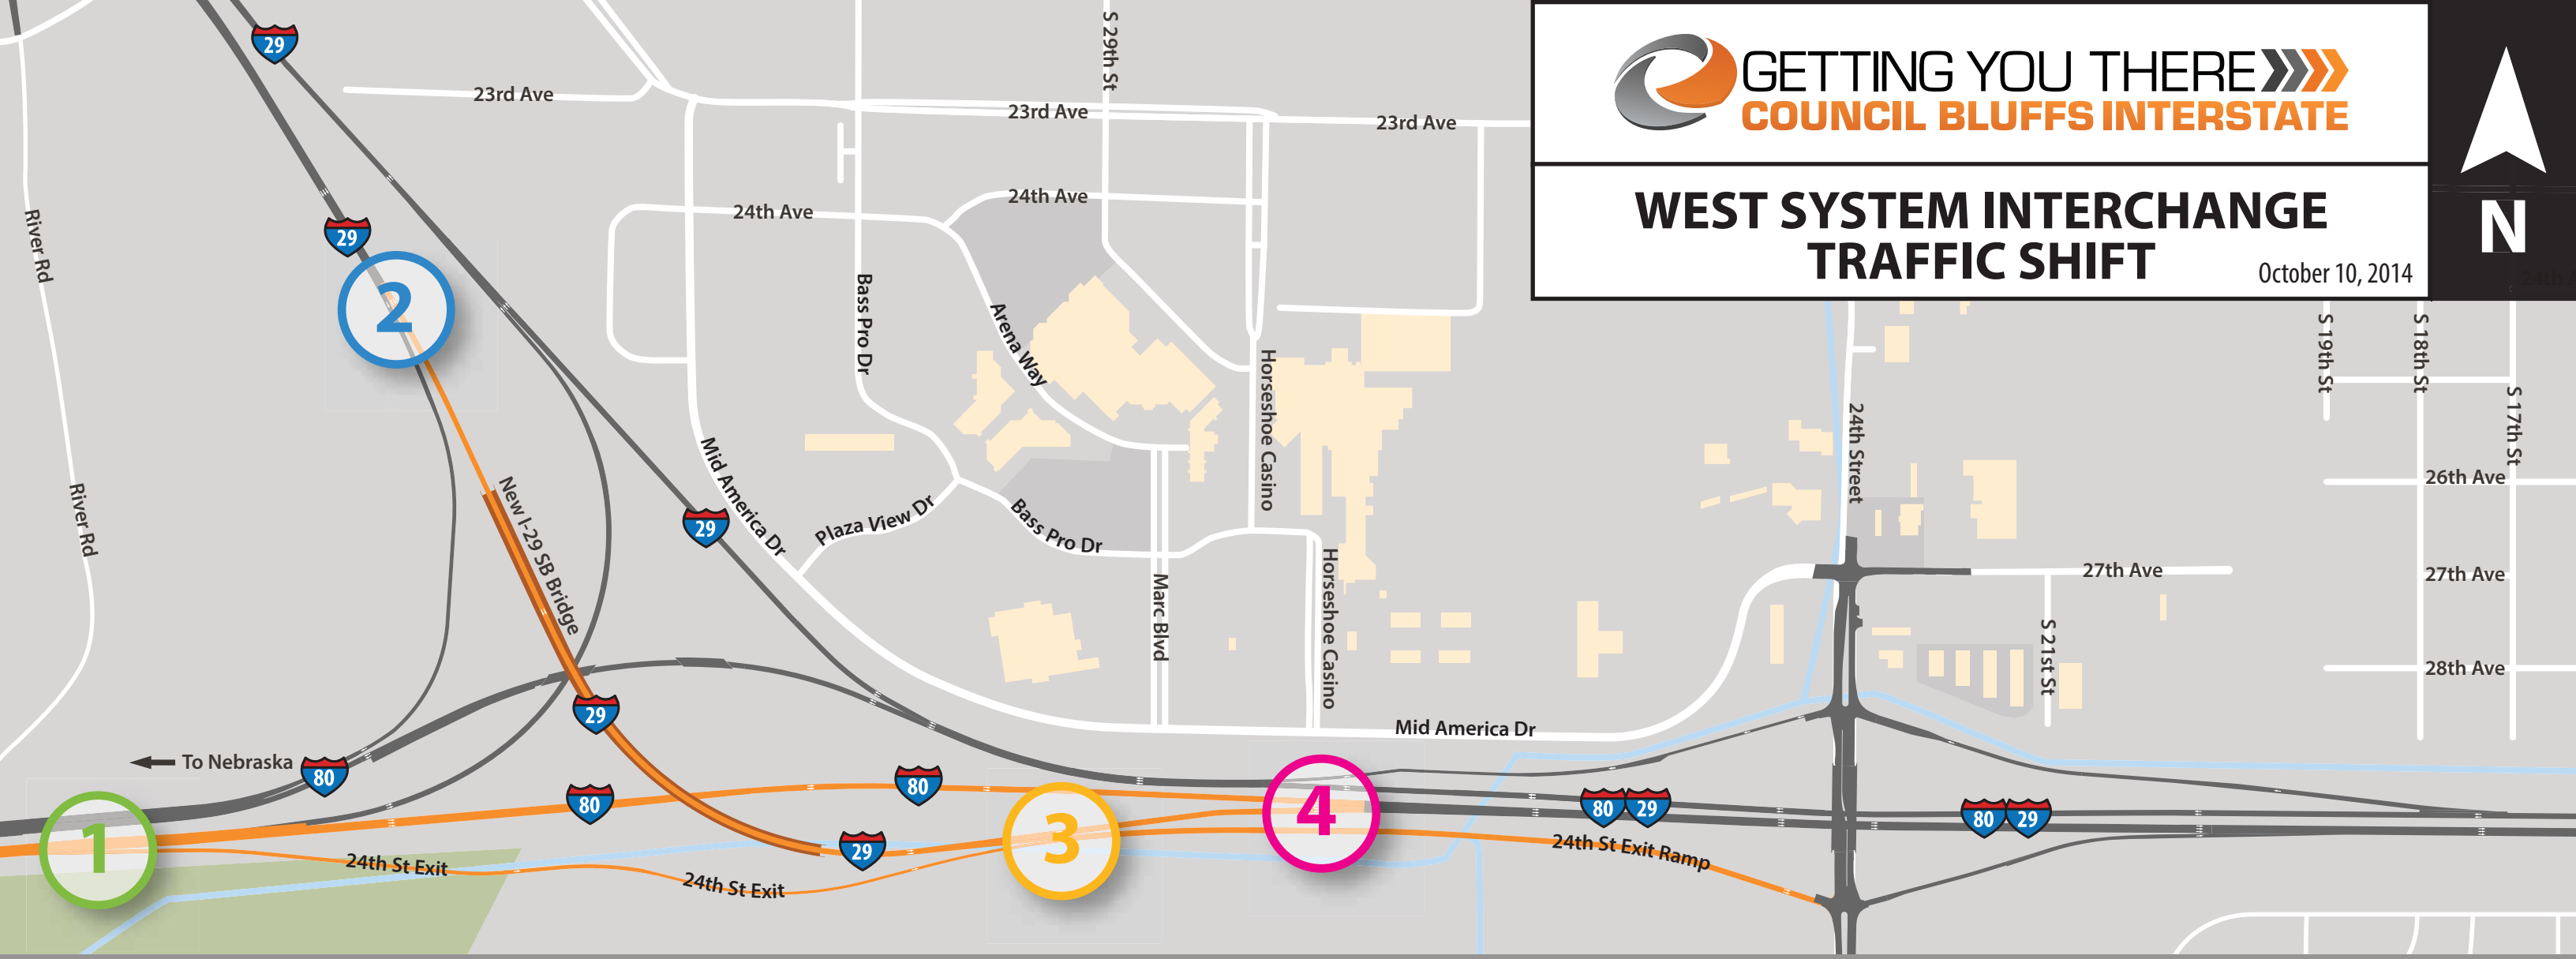 GETTING YOU THERE
COUNCIL BLUFFS INTERSTATE
WEST SYSTEM INTERCHANGE
TRAFFIC SHIFT
October 10, 2014
N
24th A
29
23rd Ave
S 29th St
23rd Ave
23rd Ave
24th Ave
24th Ave
River Rd
29
2
Bass Pro Dr
Arena Way
Horseshoe Casino
24th Street
S 19th St
S 18th St
S 17th St
26th Ave
Mid America Dr
29
Plaza View Dr
Bass Pro Dr
New I-29 SB Bridge
River Rd
Marc Blvd
Horseshoe Casino
27th Ave
27th Ave
S 21st St
28th Ave
29
Mid America Dr
To Nebraska
80
80
80
1
29
3
4
80 29
80 29
24th St Exit
24th St Exit
24th St Exit Ramp